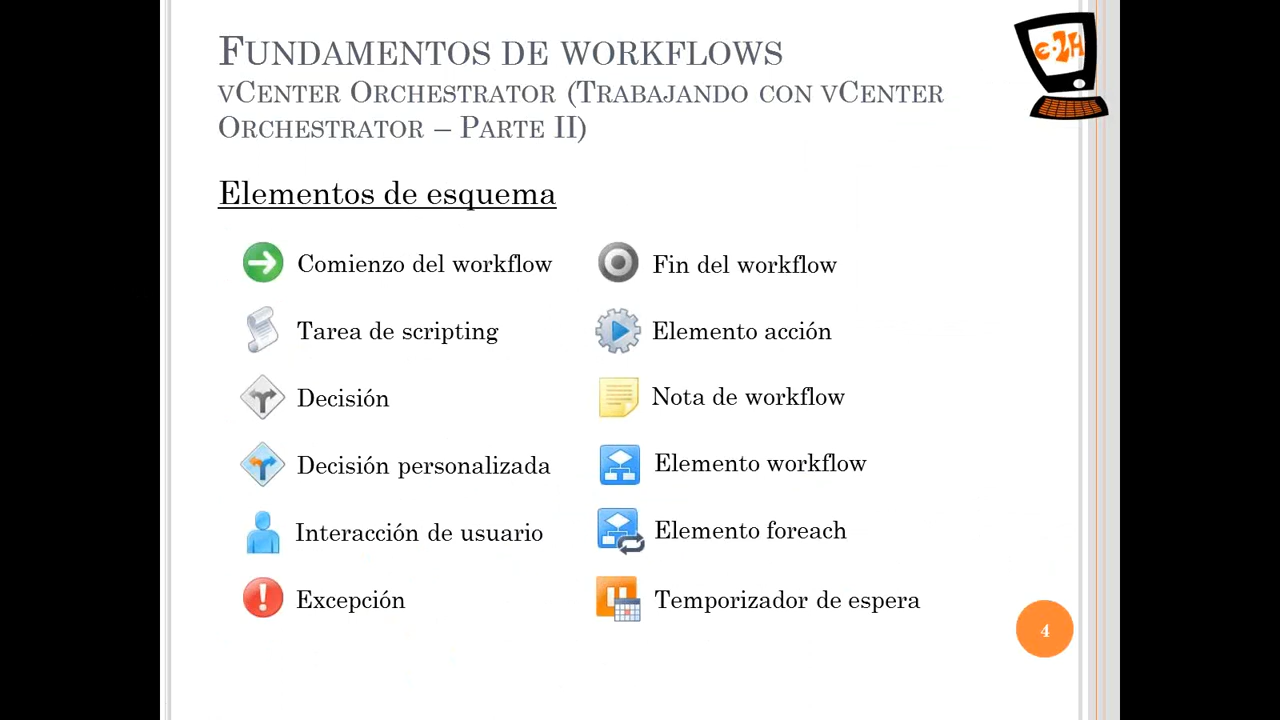 FUNDAMENTOS DE WORKFLOWS
VCENTER ORCHESTRATOR (TRABAJANDO CON VCENTER
ORCHESTRATOR – PARTE II)
e-2H
Elementos de esquema
Comienzo del workflow
Fin del workflow
Tarea de scripting
Elemento acción
Decisión
Nota de workflow
Decisión personalizada
Elemento workflow
Interacción de usuario
Elemento foreach
Excepción
Temporizador de espera
4